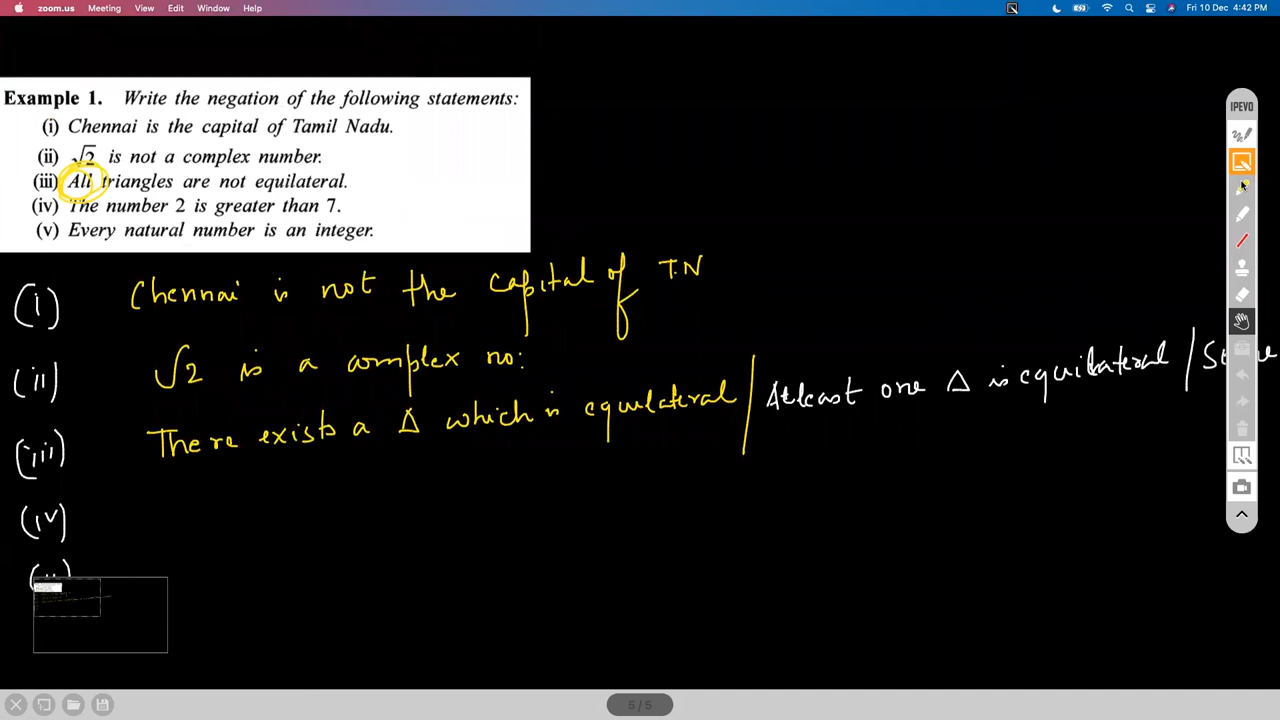 zoom.us Meeting View Edit Window Help Fri 10 Dec 4:42 PM
Example 1. Write the negation of the following statements:
(i) Chennai is the capital of Tamil Nadu.
(ii) √2 is not a complex number.
(iii) All triangles are not equilateral.
(iv) The number 2 is greater than 7.
(v) Every natural number is an integer.
IPEVO
(i) Chennai is not the capital of T.N
(ii) √2 is a complex no:
(iii) There exists a Δ which is equilateral / Atleast one Δ is equilateral /
(iv)
5 / 5